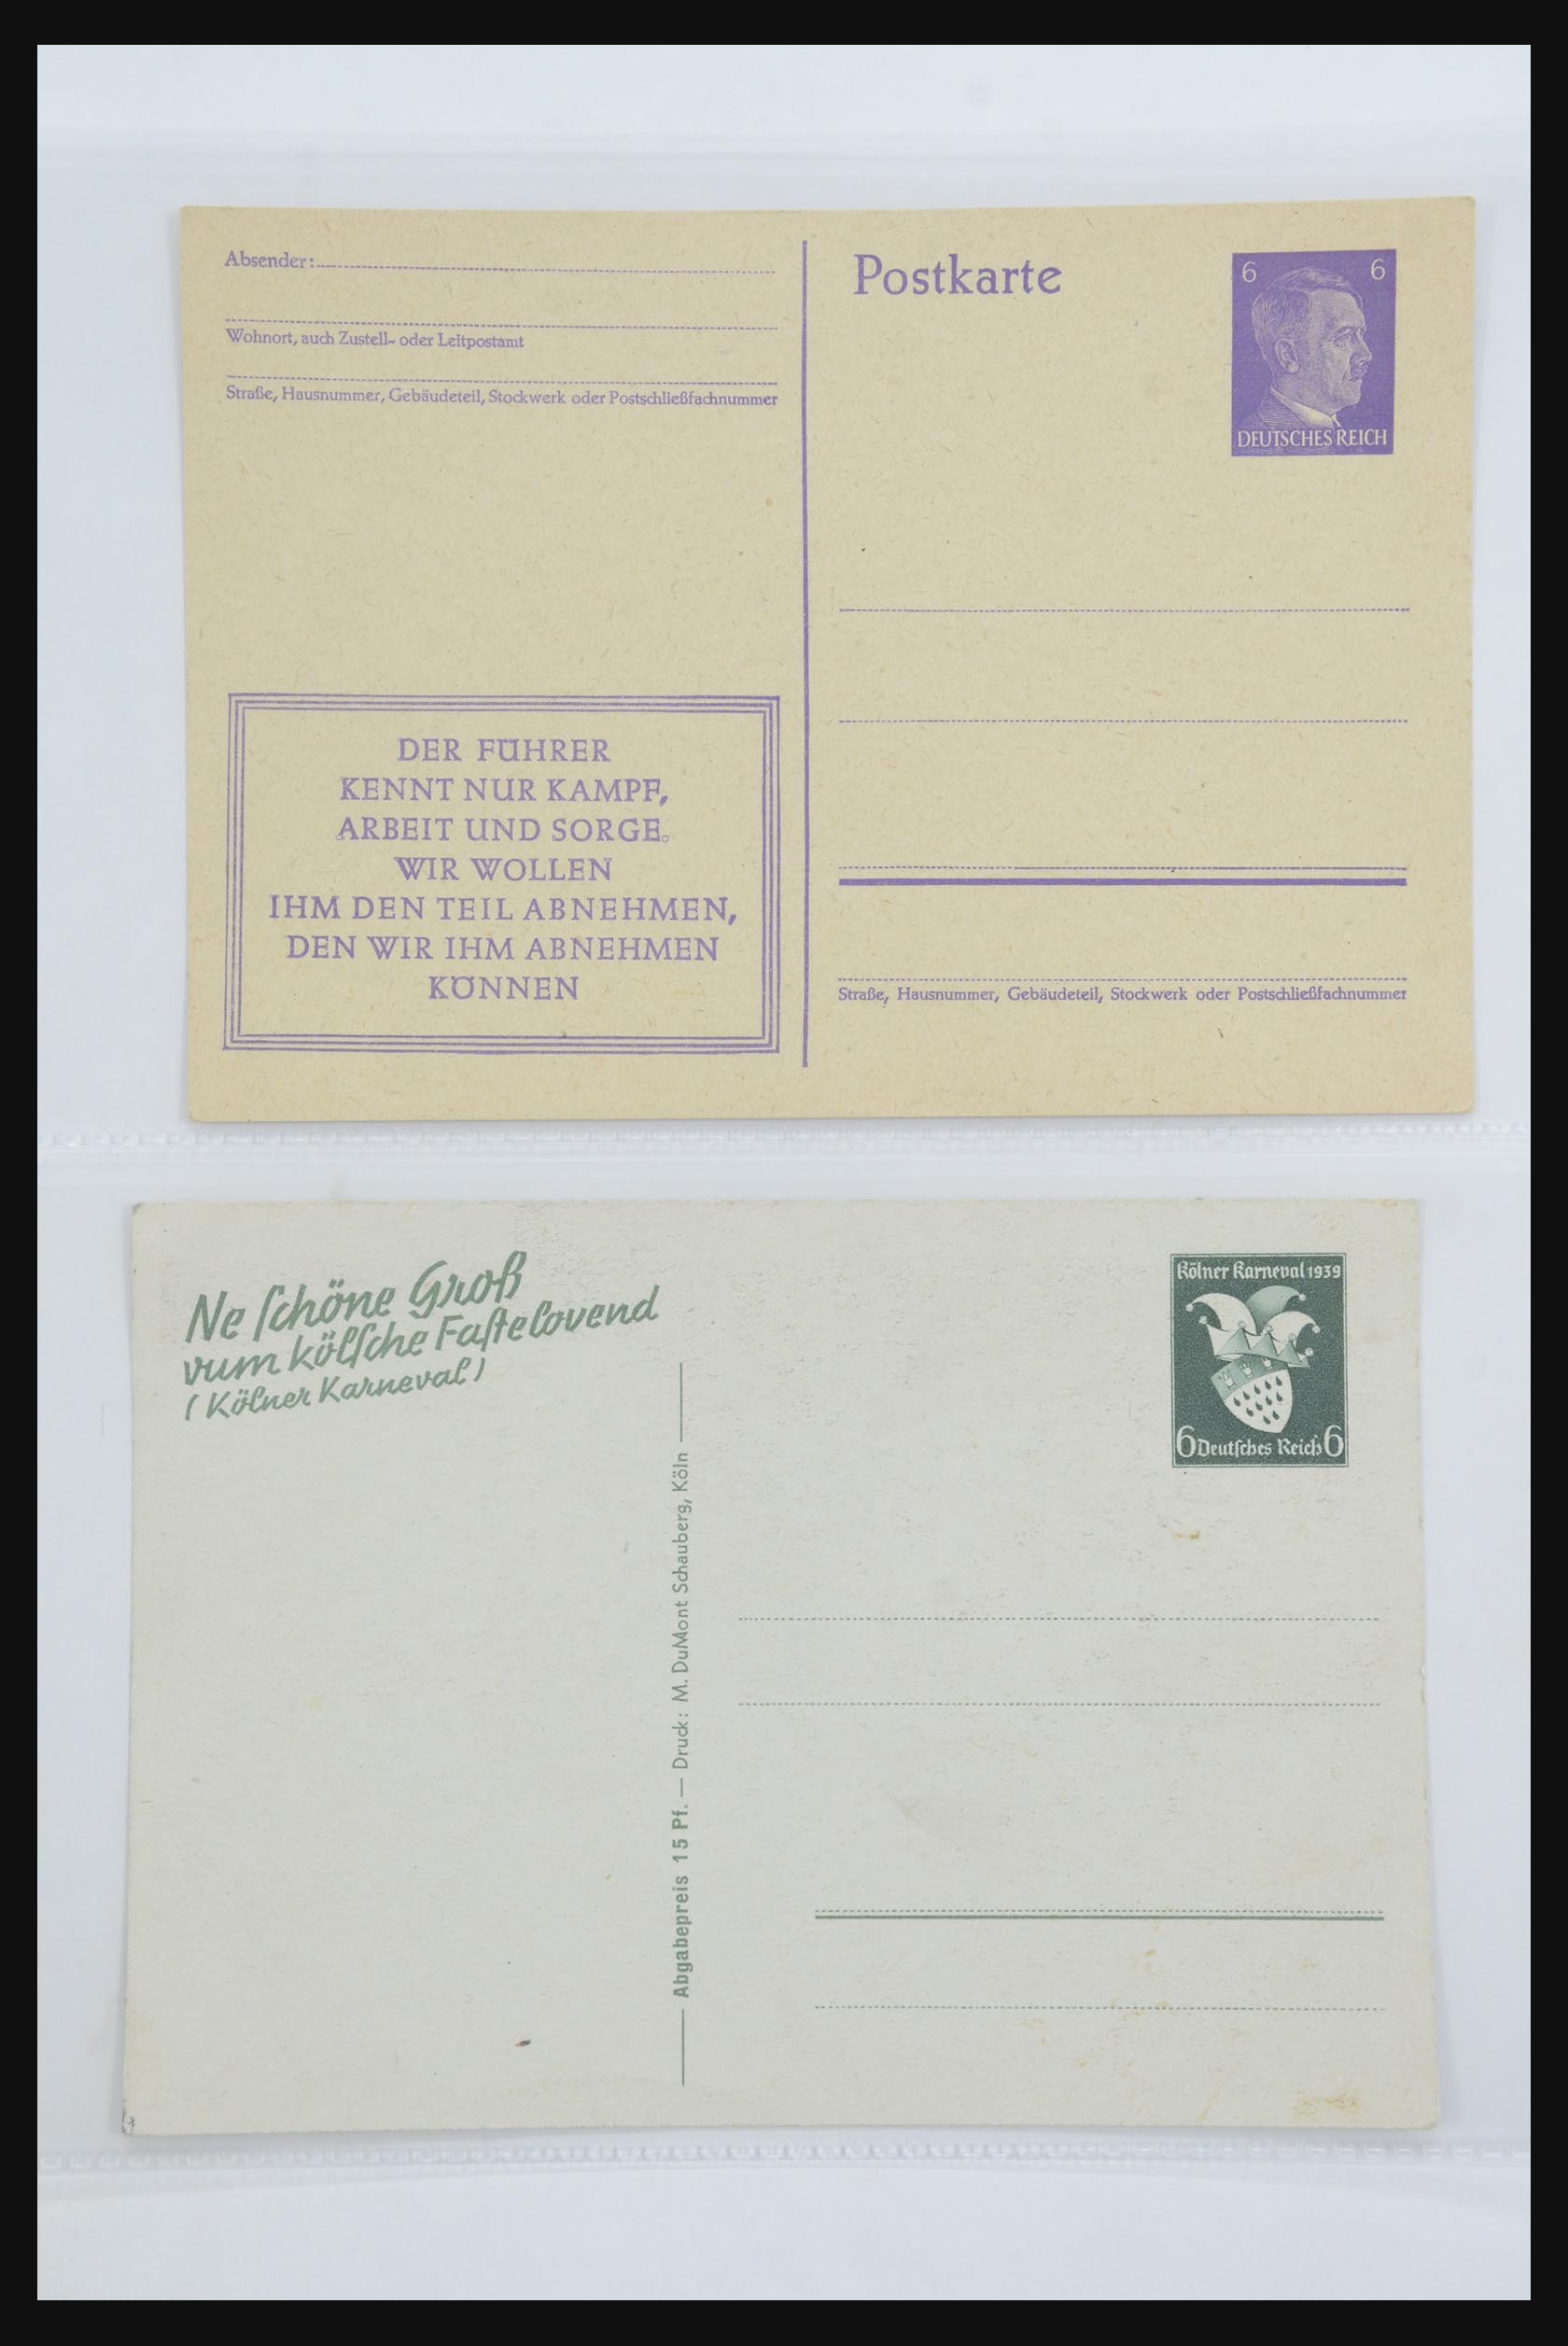 Absender:
Wohnort, auch Zustell- oder Leitpostamt
Straße, Hausnummer, Gebäudeteil, Stockwerk oder Postschließfachnummer
DER FÜHRER
KENNT NUR KAMPF,
ARBEIT UND SORGE.
WIR WOLLEN
IHM DEN TEIL ABNEHMEN,
DEN WIR IHM ABNEHMEN
KÖNNEN
Postkarte
6 6
DEUTSCHES REICH
Straße, Hausnummer, Gebäudeteil, Stockwerk oder Postschließfachnummer
Ne ſchöne Groß
vum kölſche Faſtelovend
(Kölner Karneval)
Abgabepreis 15 Pf. — Druck: M. DuMont Schauberg, Köln
Kölner Karneval 1939
6 Deutſches Reich 6